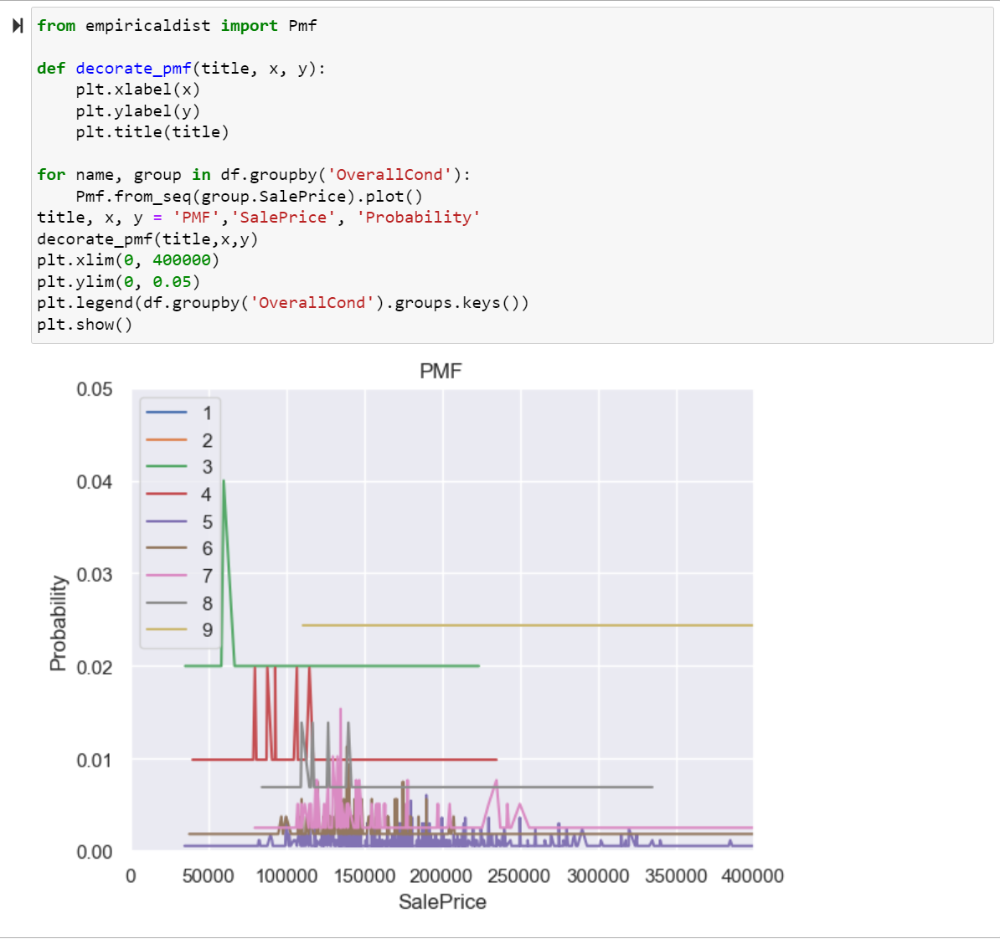 from empiricaldist import Pmf
def decorate_pmf(title, x, y):
    plt.xlabel(x)
    plt.ylabel(y)
    plt.title(title)
for name, group in df.groupby('OverallCond'):
    Pmf.from_seq(group.SalePrice).plot()
title, x, y = 'PMF','SalePrice', 'Probability'
decorate_pmf(title,x,y)
plt.xlim(0, 400000)
plt.ylim(0, 0.05)
plt.legend(df.groupby('OverallCond').groups.keys())
plt.show()
PMF
0.05
0.04
0.03
0.02
0.01
0.00
Probability
1
2
3
4
5
6
7
8
9
0 50000 100000 150000 200000 250000 300000 350000 400000
SalePrice